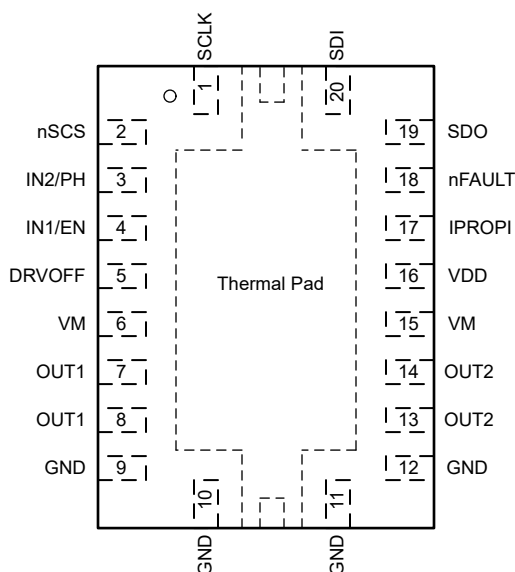 SCLK SDI
1 20
nSCS 2 19 SDO
IN2/PH 3 18 nFAULT
IN1/EN 4 17 IPROPI
DRVOFF 5 Thermal Pad 16 VDD
VM 6 15 VM
OUT1 7 14 OUT2
OUT1 8 13 OUT2
GND 9 12 GND
10 11
GND GND